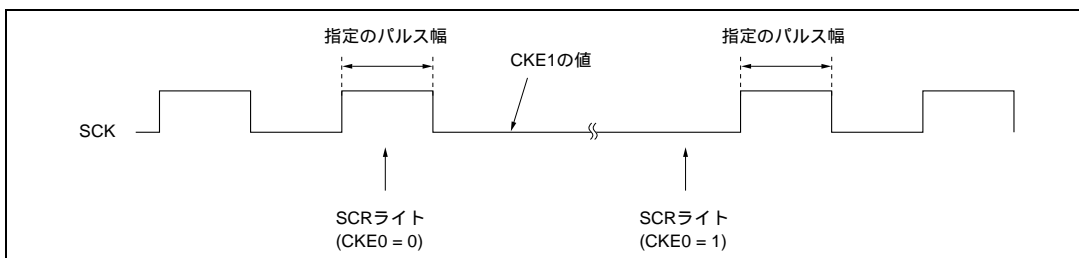 指定のパルス幅
指定のパルス幅
CKE1の値
SCK
SCRライト
(CKE0 = 0)
SCRライト
(CKE0 = 1)